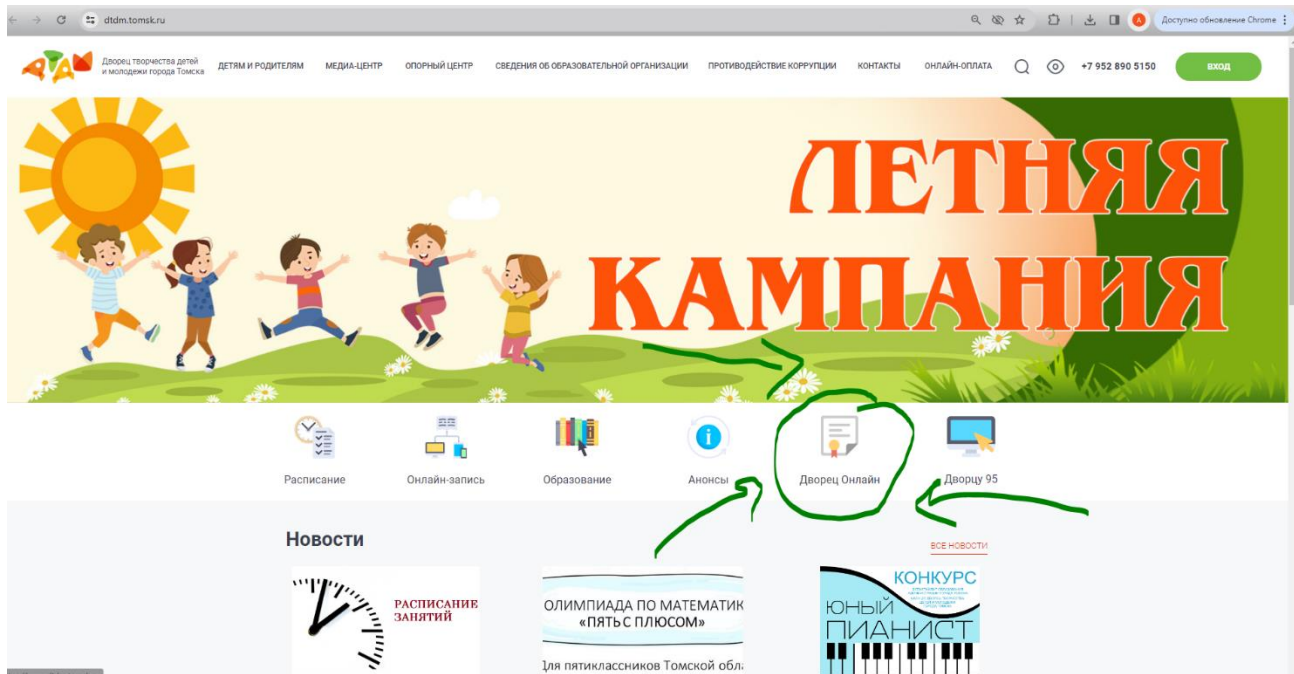 dtdm.tomsk.ru
Доступно обновление Chrome
Дворец творчества детей
и молодежи города Томска
ДЕТЯМ И РОДИТЕЛЯМ
МЕДИА-ЦЕНТР
ОПОРНЫЙ ЦЕНТР
СВЕДЕНИЯ ОБ ОБРАЗОВАТЕЛЬНОЙ ОРГАНИЗАЦИИ
ПРОТИВОДЕЙСТВИЕ КОРРУПЦИИ
КОНТАКТЫ
ОНЛАЙН-ОПЛАТА
+7 952 890 5150
ВХОД
ЛЕТНЯЯ
КАМПАНИЯ
Расписание
Онлайн-запись
Образование
Анонсы
Дворец Онлайн
Дворцу 95
Новости
ВСЕ НОВОСТИ
РАСПИСАНИЕ
ЗАНЯТИЙ
ОЛИМПИАДА ПО МАТЕМАТИК
«ПЯТЬ С ПЛЮСОМ»
Для пятиклассников Томской обла
КОНКУРС
ЮНЫЙ
ПИАНИСТ